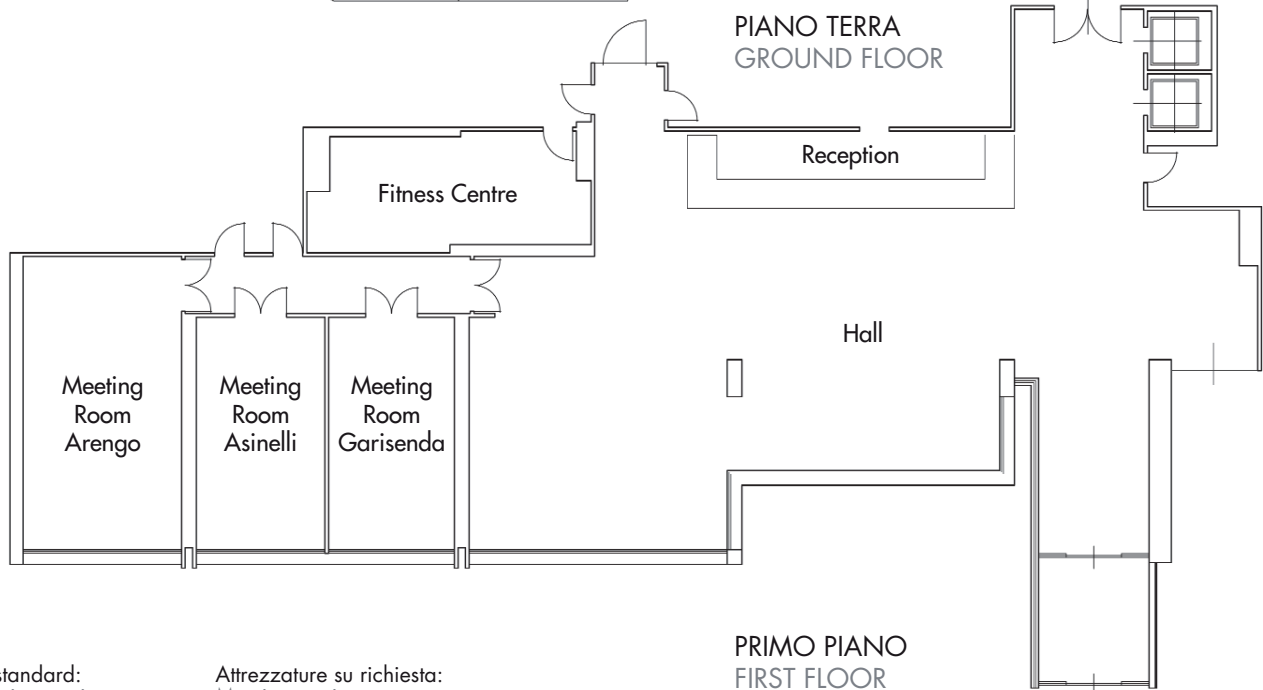 PIANO TERRA
GROUND FLOOR
Reception
Fitness Centre
Hall
Meeting
Room
Arengo
Meeting
Room
Asinelli
Meeting
Room
Garisenda
PRIMO PIANO
FIRST FLOOR
standard:
Attrezzature su richiesta: